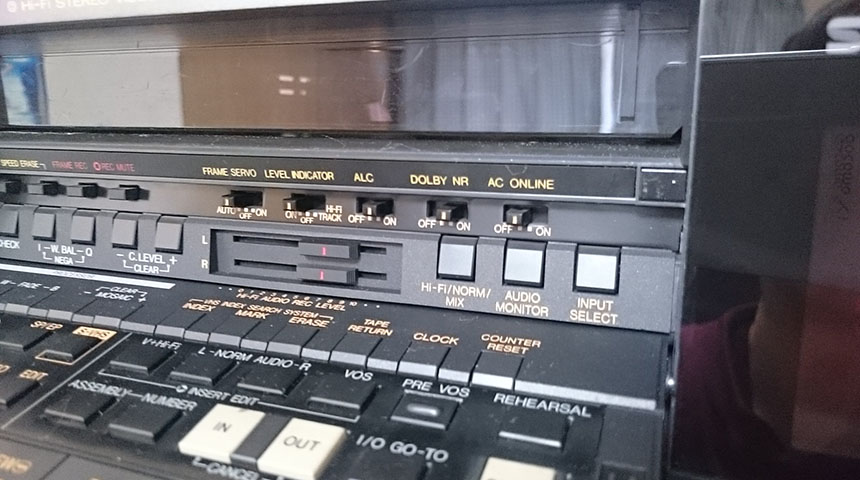 Hi-Fi STEREO
SPEED ERASE FRAME REC REC MUTE
FRAME SERVO LEVEL INDICATOR ALC DOLBY NR AC ONLINE
AUTO OFF ON ON OFF Hi-Fi TRACK OFF ON OFF ON OFF ON
CHECK - W. BAL - NEGA - C.LEVEL + CLEAR
L
R
Hi-Fi/NORM/MIX AUDIO MONITOR INPUT SELECT
Hi-Fi AUDIO REC LEVEL
FADE CLEAR MOSAIC
VHS INDEX SEARCH SYSTEM
INDEX MARK ERASE TAPE RETURN CLOCK COUNTER RESET
V+Hi-Fi L-NORM AUDIO-R VOS PRE VOS REHEARSAL
EDIT ASSEMBLY NUMBER INSERT EDIT
IN OUT I/O GO-TO
CANCEL